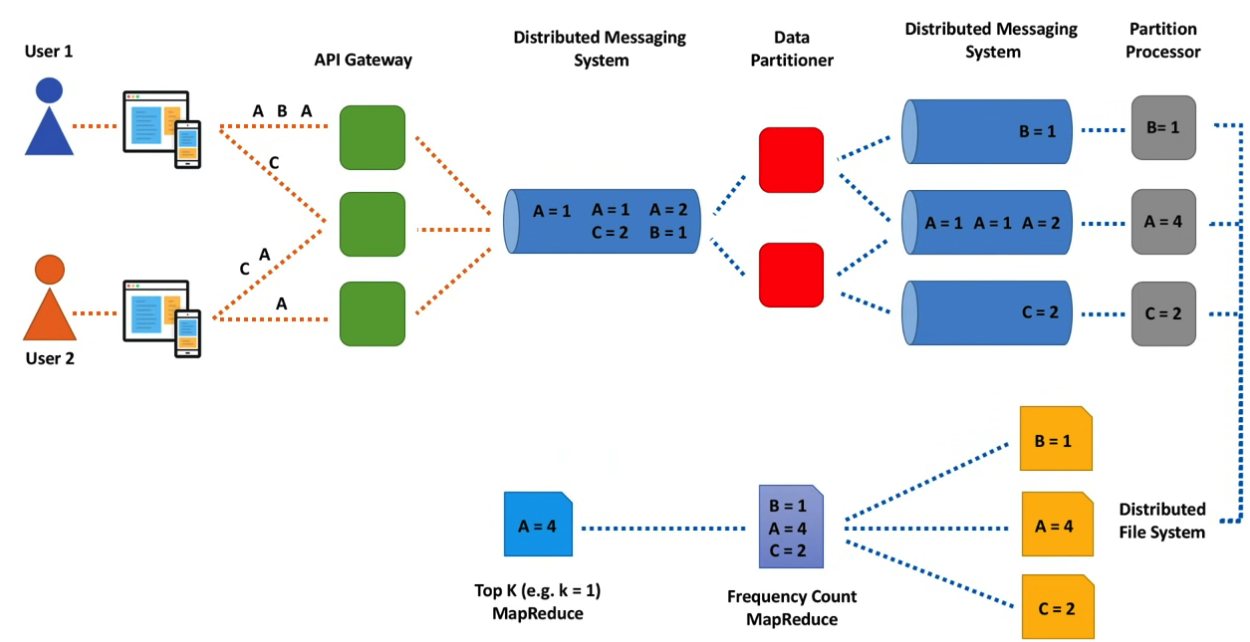 User 1
API Gateway
Distributed Messaging
System
Data
Partitioner
Distributed Messaging
System
Partition
Processor
A B A
C
C A
A
User 2
A = 1 A = 1 A = 2
C = 2 B = 1
B = 1
A = 1 A = 1 A = 2
C = 2
B= 1
A = 4
C = 2
B = 1
A = 4
C = 2
Distributed
File System
B = 1
A = 4
C = 2
Frequency Count
MapReduce
A = 4
Top K (e.g. k = 1)
MapReduce